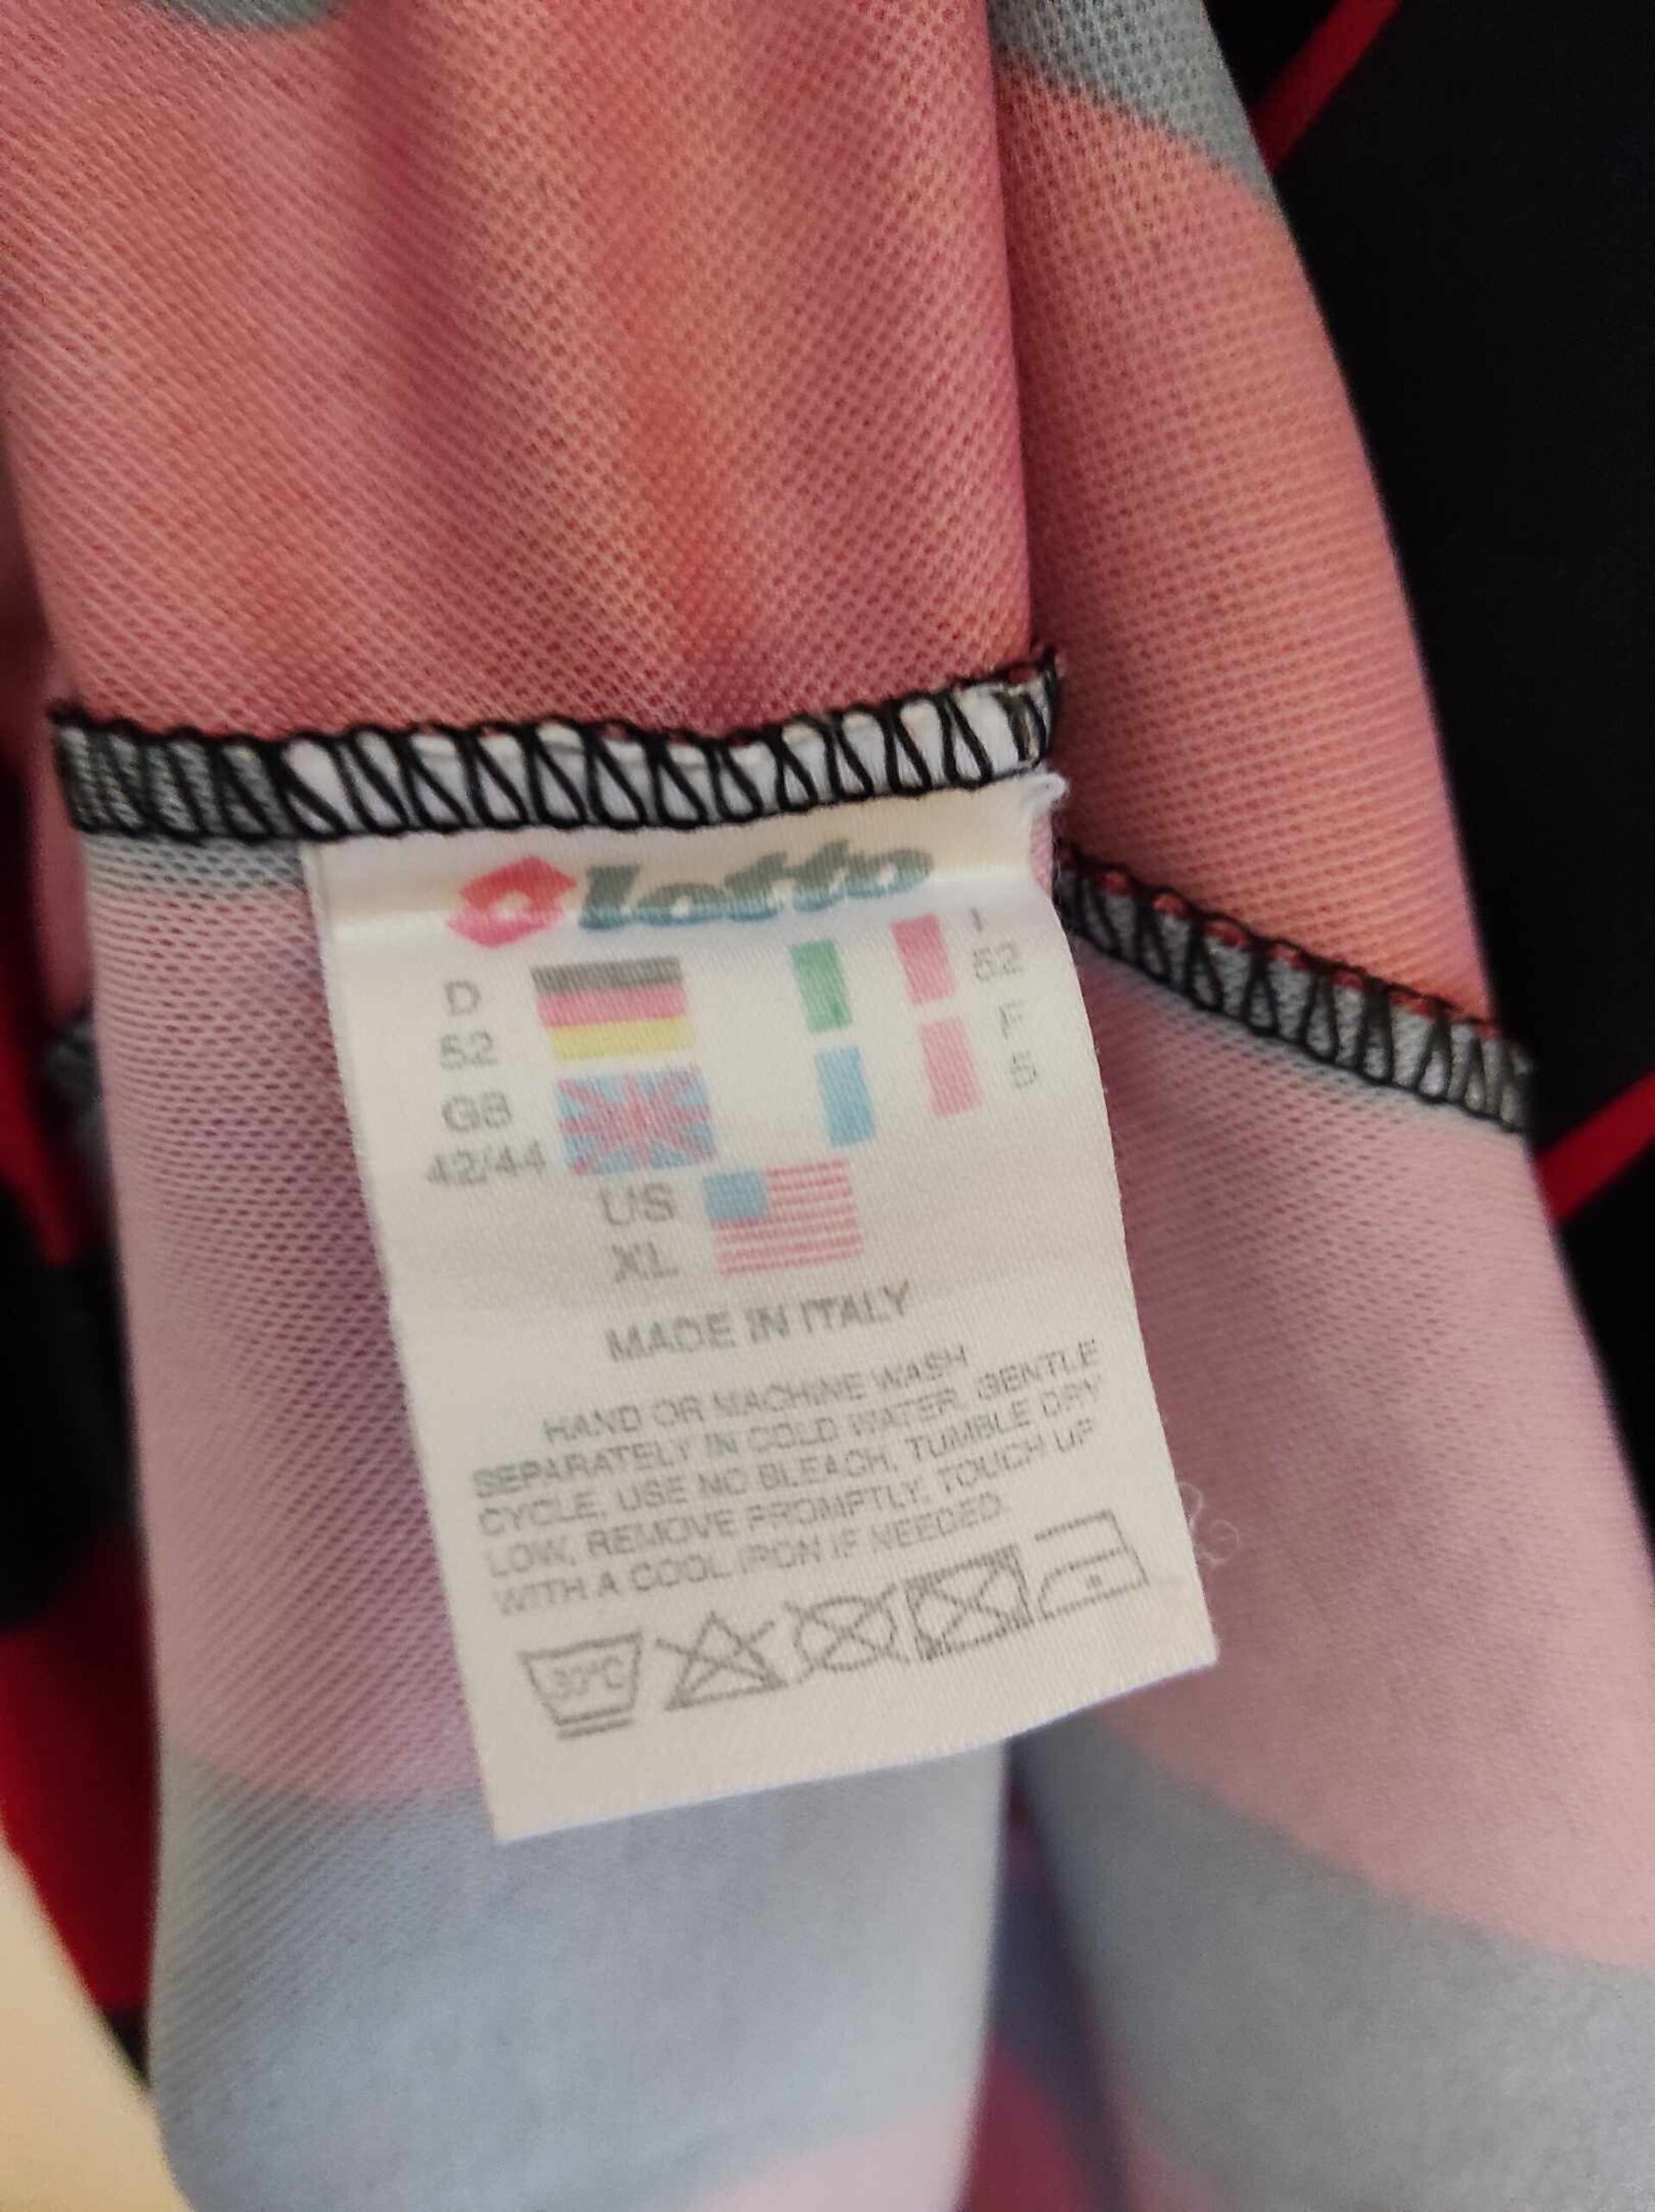 Lotto
D
52
I
52
GB
42/44
F
5
US
XL
MADE IN ITALY
HAND OR MACHINE WASH
SEPARATELY IN COLD WATER, GENTLE
CYCLE, USE NO BLEACH, TUMBLE DRY
LOW, REMOVE PROMPTLY, TOUCH UP
WITH A COOL IRON IF NEEDED.
30°C